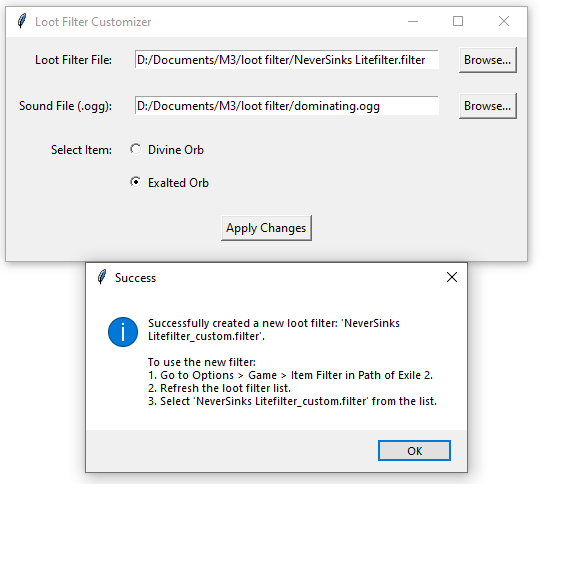 Loot Filter Customizer
Loot Filter File: D:/Documents/M3/loot filter/NeverSinks Litefilter.filter Browse...
Sound File (.ogg): D:/Documents/M3/loot filter/dominating.ogg Browse...
Select Item: Divine Orb
Exalted Orb
Apply Changes
Success
Successfully created a new loot filter: 'NeverSinks
Litefilter_custom.filter'.
To use the new filter:
1. Go to Options > Game > Item Filter in Path of Exile 2.
2. Refresh the loot filter list.
3. Select 'NeverSinks Litefilter_custom.filter' from the list.
OK